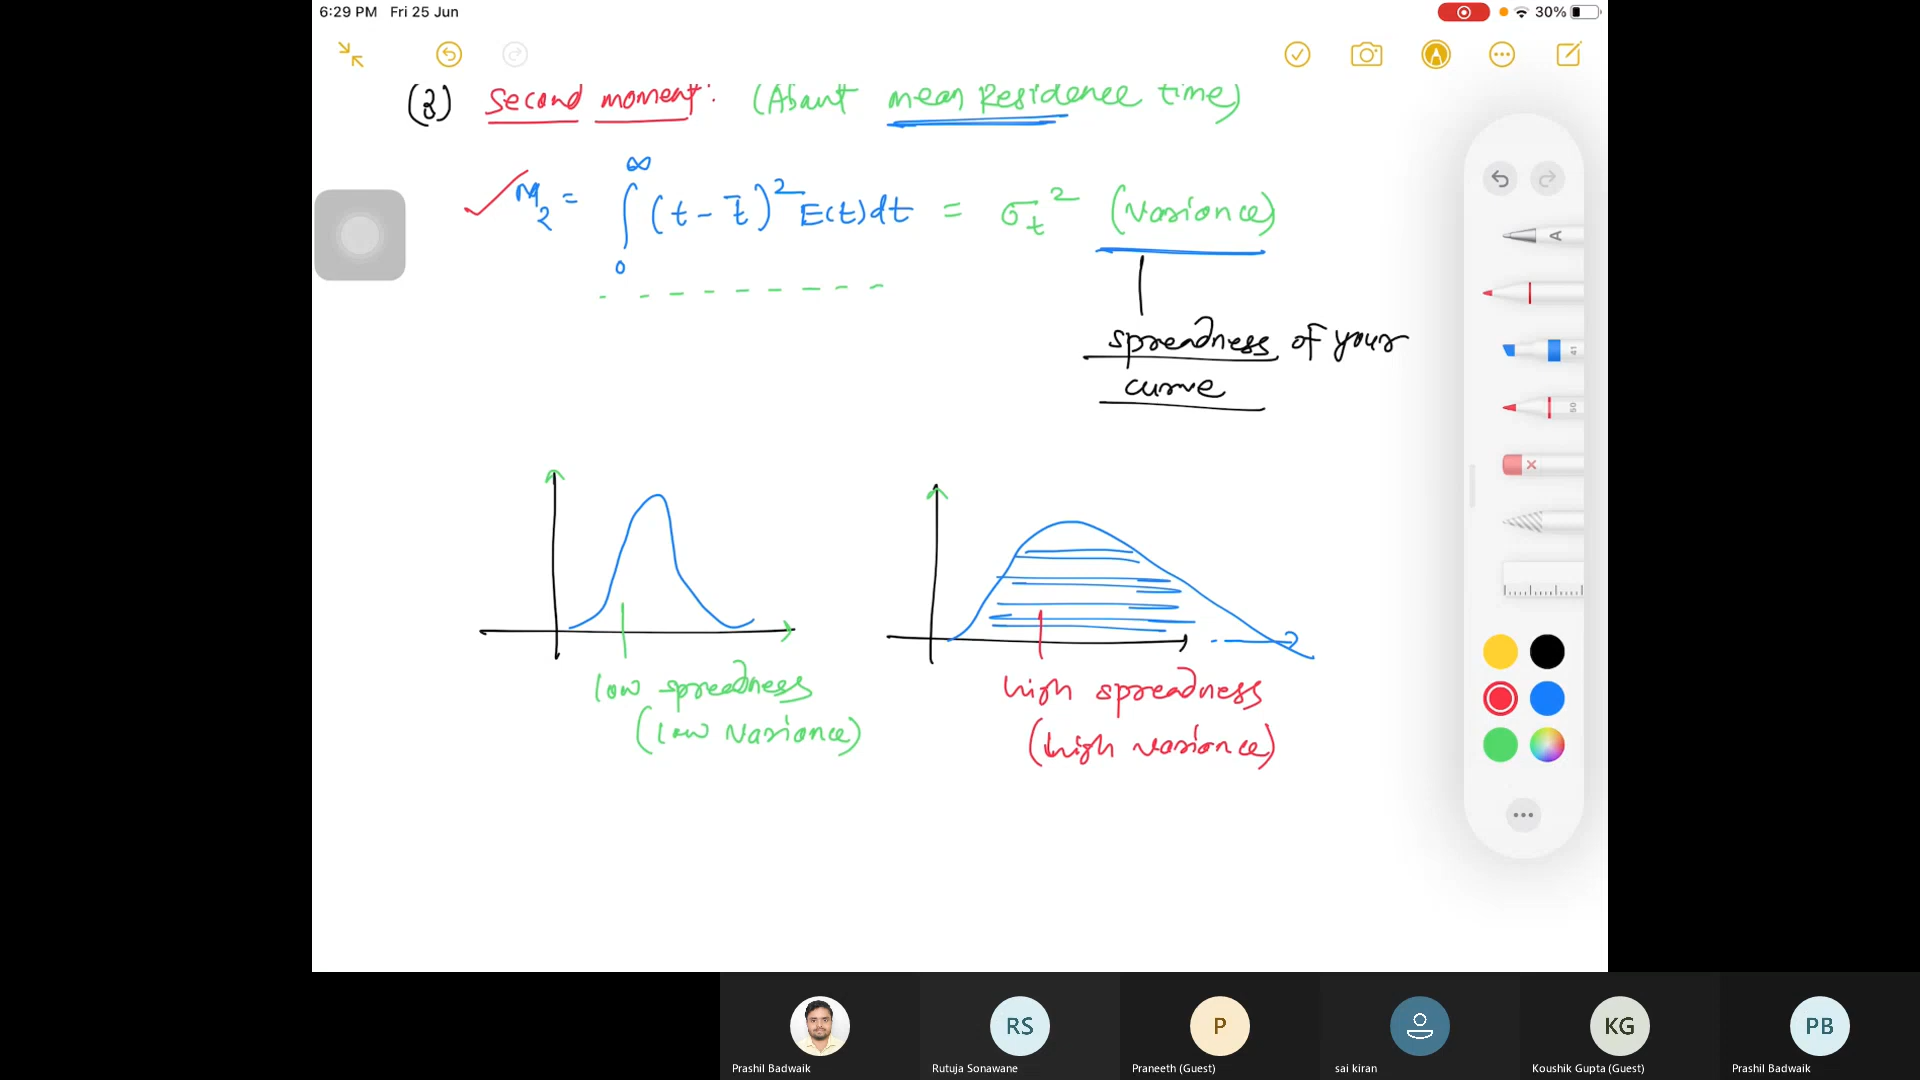 6:29 PM Fri 25 Jun
30%
(3) Second moment: (About mean Residence time)
M₂ = ∫₀^∞ (t - t̄)² E(t)dt = σₜ² (Variance)
spreadness of your
curve
low spreadness
(low variance)
high spreadness
(high variance)
A
41
50
RS
P
KG
PB
Prashil Badwaik
Rutuja Sonawane
Praneeth (Guest)
sai kiran
Koushik Gupta (Guest)
Prashil Badwaik